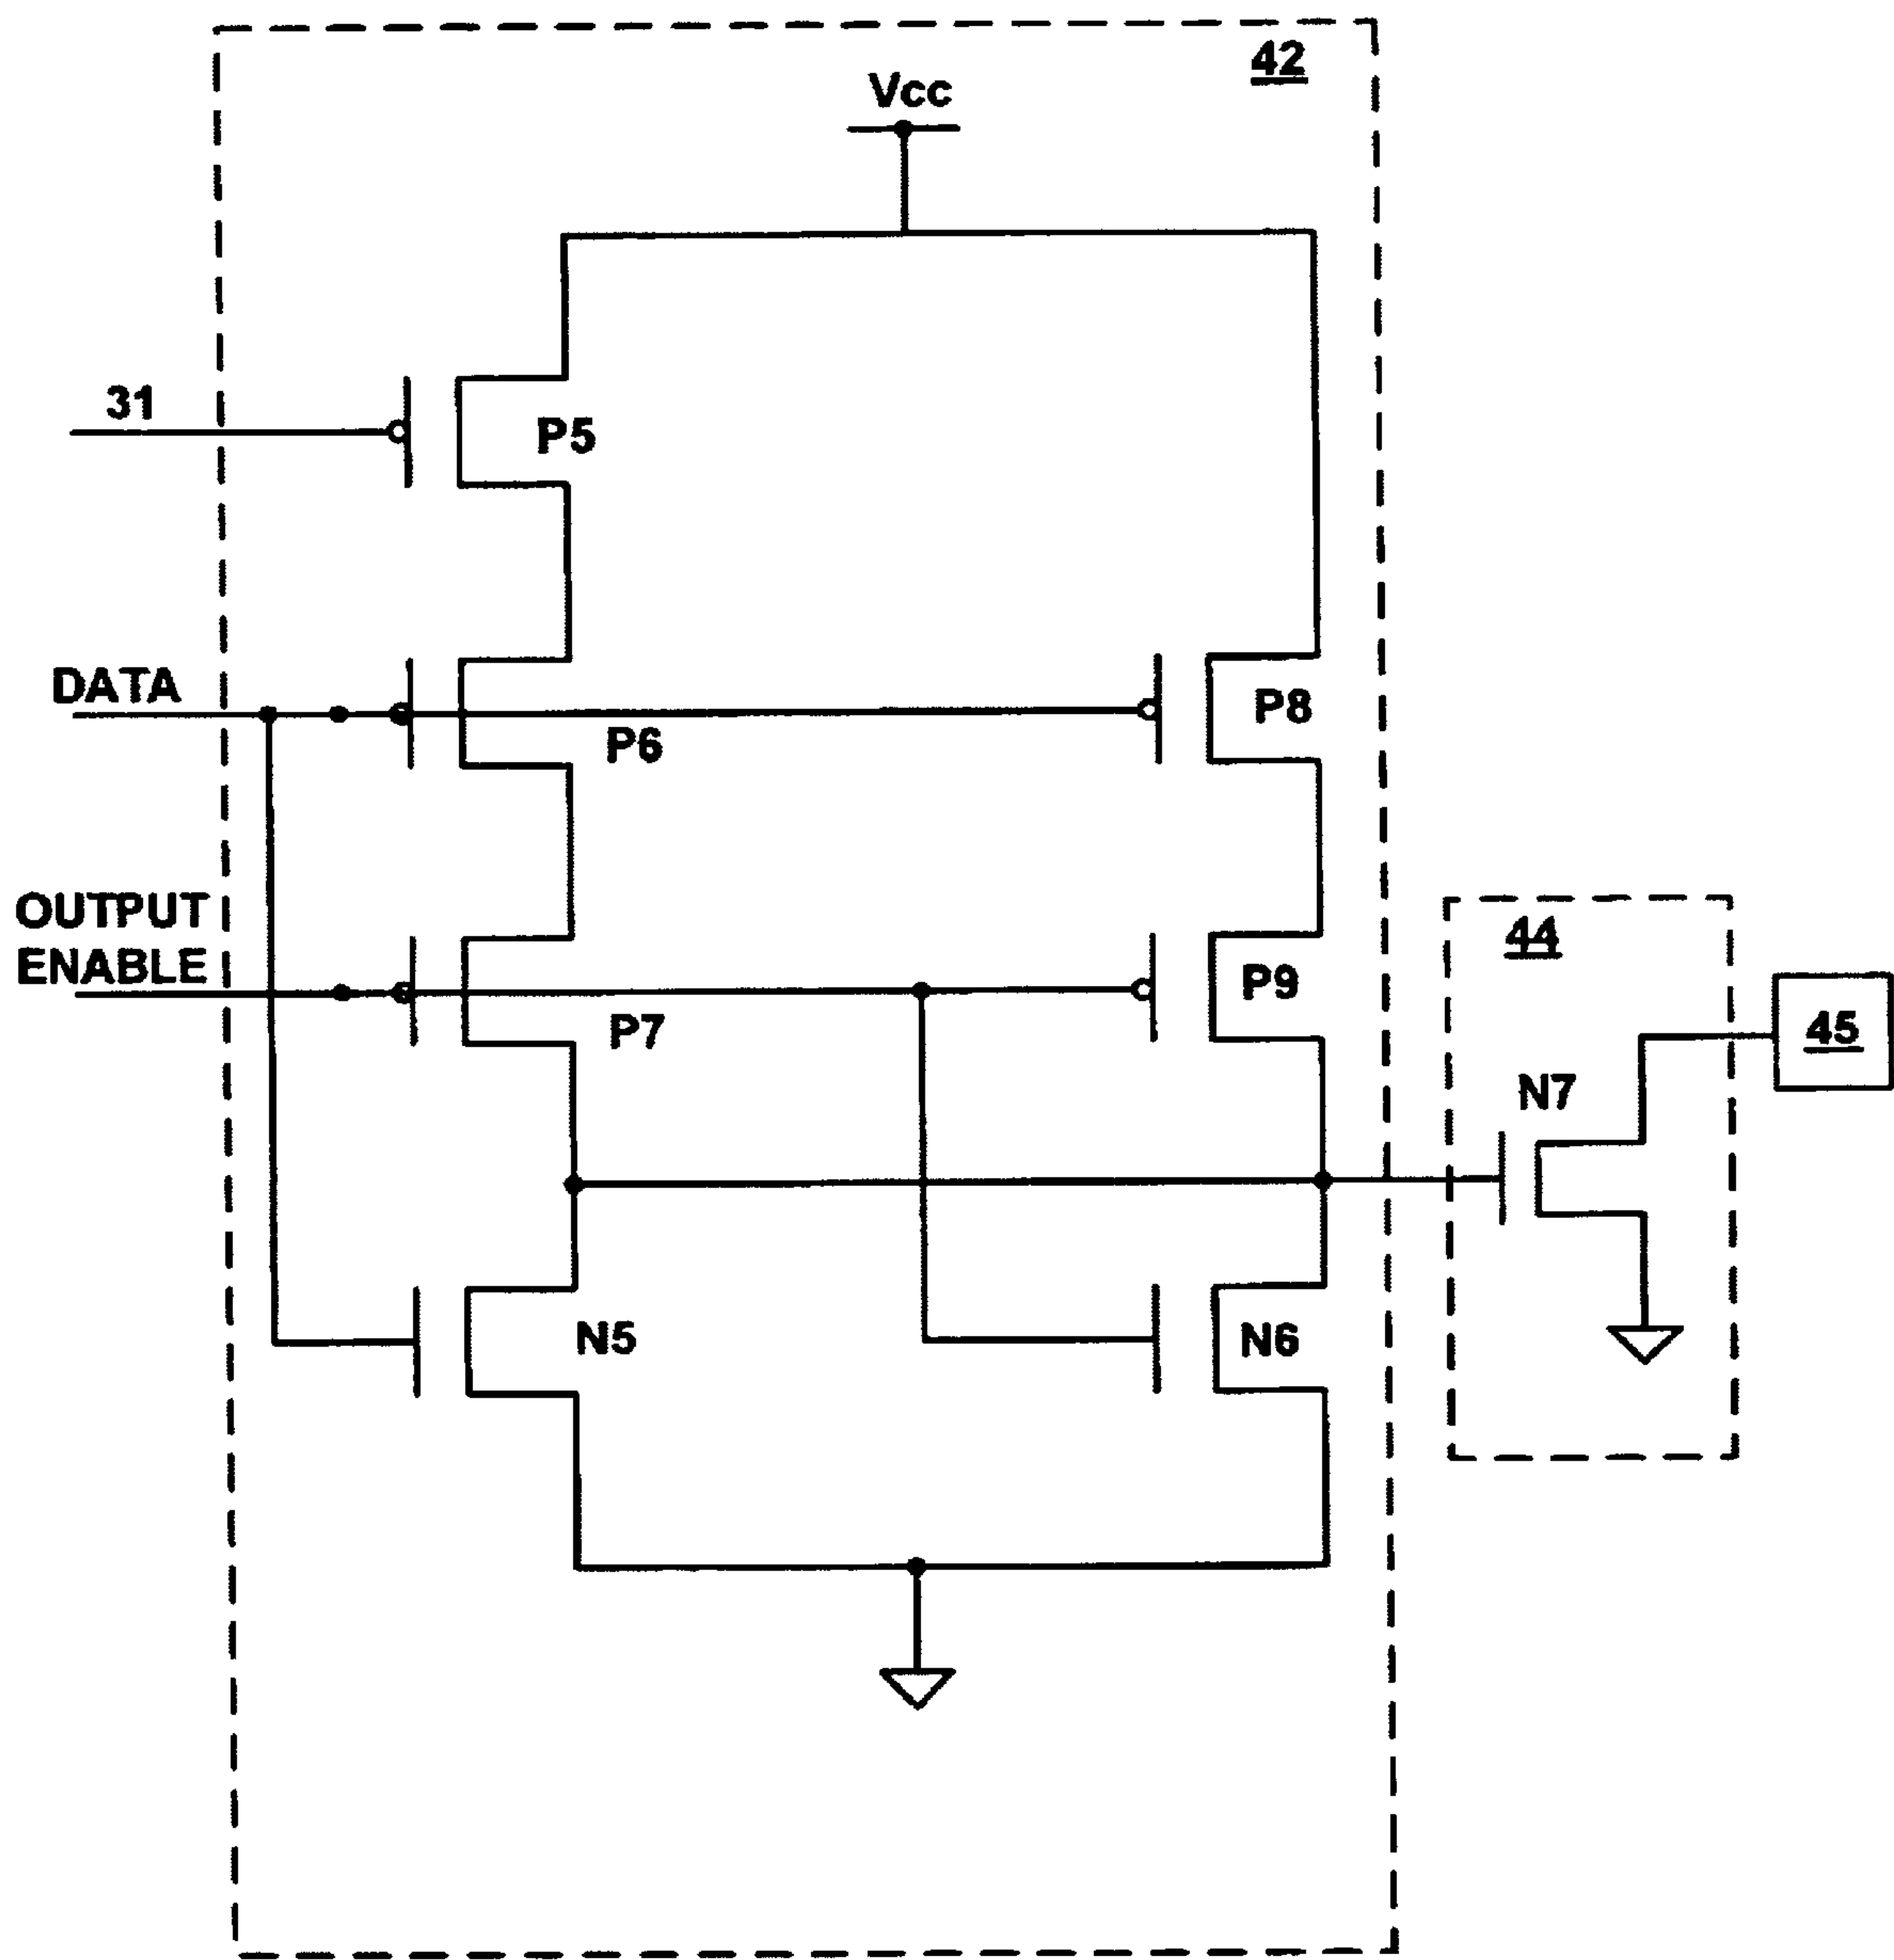 42
Vcc
31
P5
DATA
P6
P8
OUTPUT
ENABLE
44
P9
P7
45
N7
N5
N6